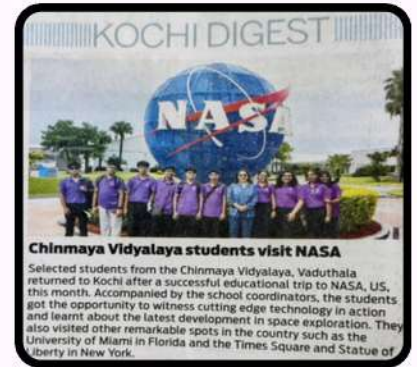 KOCHI DIGEST
NASA
Chinmaya Vidyalaya students visit NASA
Selected students from the Chinmaya Vidyalaya, Vaduthala
returned to Kochi after a successful educational trip to NASA, US,
this month. Accompanied by the school coordinators, the students
got the opportunity to witness cutting edge technology in action
and learnt about the latest development in space exploration. They
also visited other remarkable spots in the country such as the
University of Miami in Florida and the Times Square and Statue of
Liberty in New York.